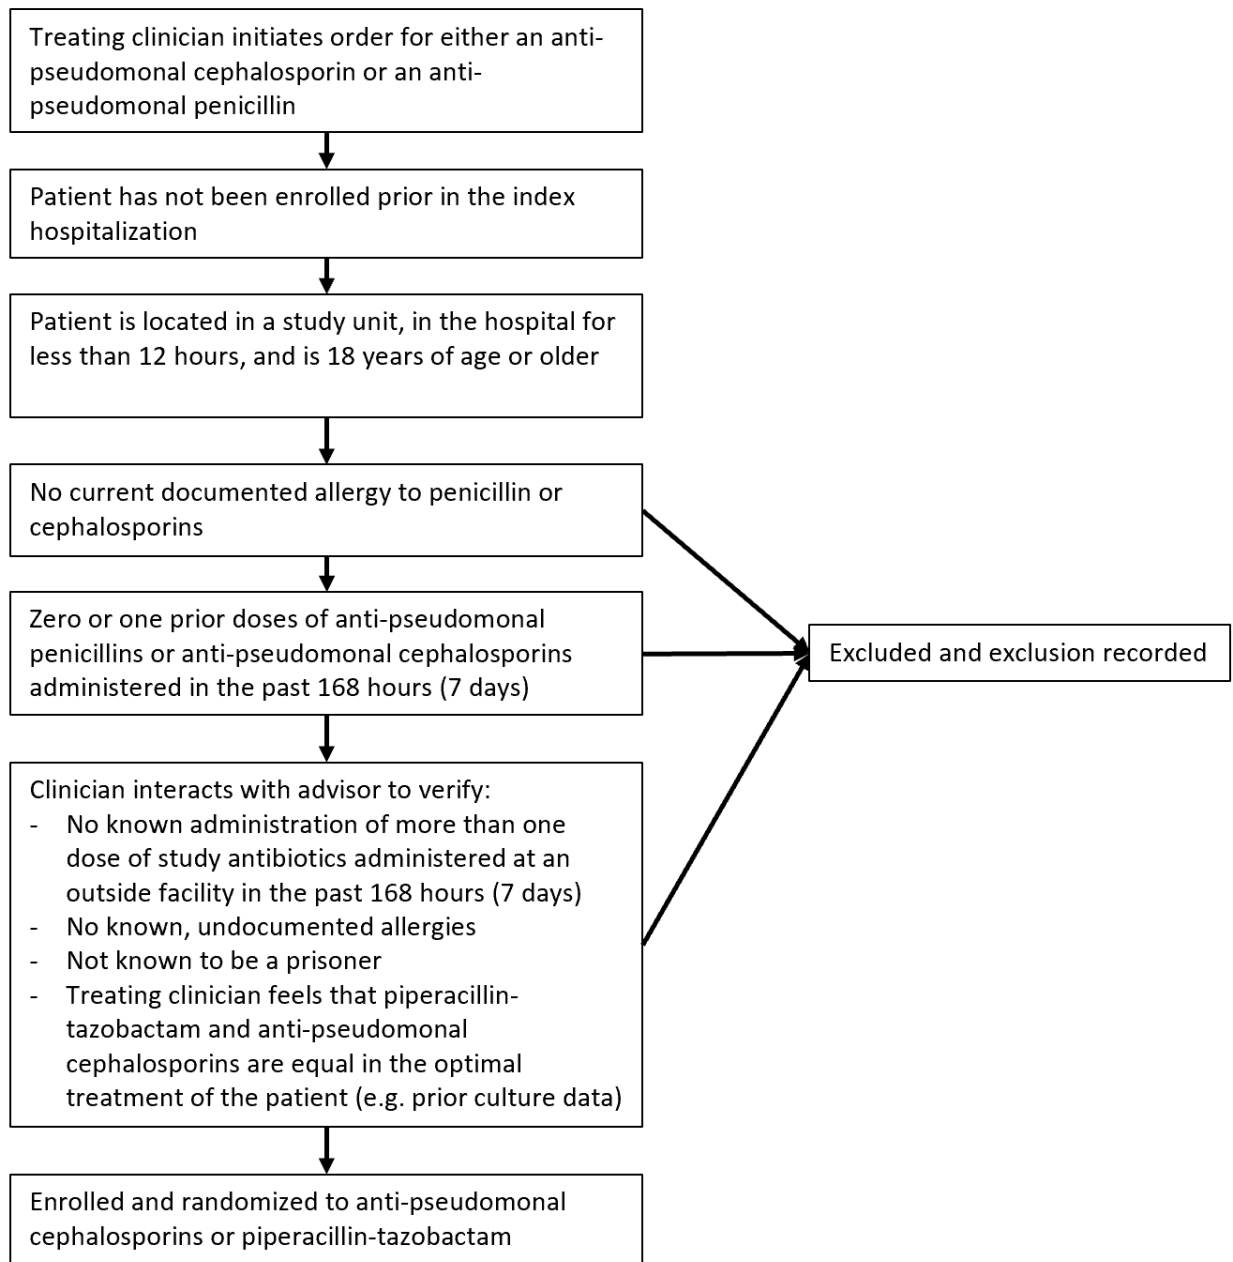 Treating clinician initiates order for either an anti-
pseudomonal cephalosporin or an anti-
pseudomonal penicillin
Patient has not been enrolled prior in the index
hospitalization
Patient is located in a study unit, in the hospital for
less than 12 hours, and is 18 years of age or older
No current documented allergy to penicillin or
cephalosporins
Zero or one prior doses of anti-pseudomonal
penicillins or anti-pseudomonal cephalosporins
administered in the past 168 hours (7 days)
Excluded and exclusion recorded
Clinician interacts with advisor to verify:
- No known administration of more than one
dose of study antibiotics administered at an
outside facility in the past 168 hours (7 days)
- No known, undocumented allergies
- Not known to be a prisoner
- Treating clinician feels that piperacillin-
tazobactam and anti-pseudomonal
cephalosporins are equal in the optimal
treatment of the patient (e.g. prior culture data)
Enrolled and randomized to anti-pseudomonal
cephalosporins or piperacillin-tazobactam